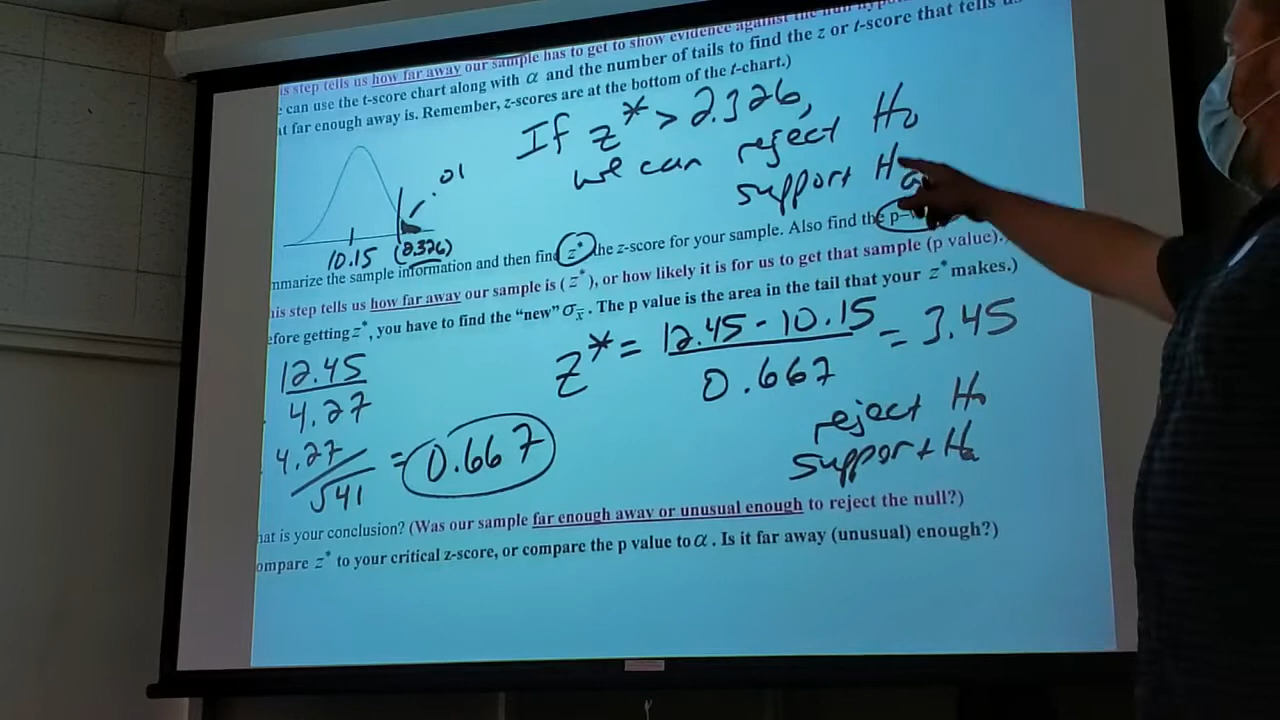 is step tells us how far away our sample has to get to show evidence against the null
can use the t-score chart along with α and the number of tails to find the z or t-score that tells us
at far enough away is. Remember, z-scores are at the bottom of the t-chart.)
If z* > 2.326,
we can reject H₀
support Hₐ
.01
10.15 (2.326)
mmarize the sample information and then find z* the z-score for your sample. Also find the p-
his step tells us how far away our sample is (z*), or how likely it is for us to get that sample (p value).
efore getting z*, you have to find the “new” σx̄. The p value is the area in the tail that your z* makes.)
12.45
4.27
4.27/√41 = 0.667
z* = (12.45 - 10.15)/0.667 = 3.45
reject H₀
support Hₐ
hat is your conclusion? (Was our sample far enough away or unusual enough to reject the null?)
ompare z* to your critical z-score, or compare the p value to α. Is it far away (unusual) enough?)